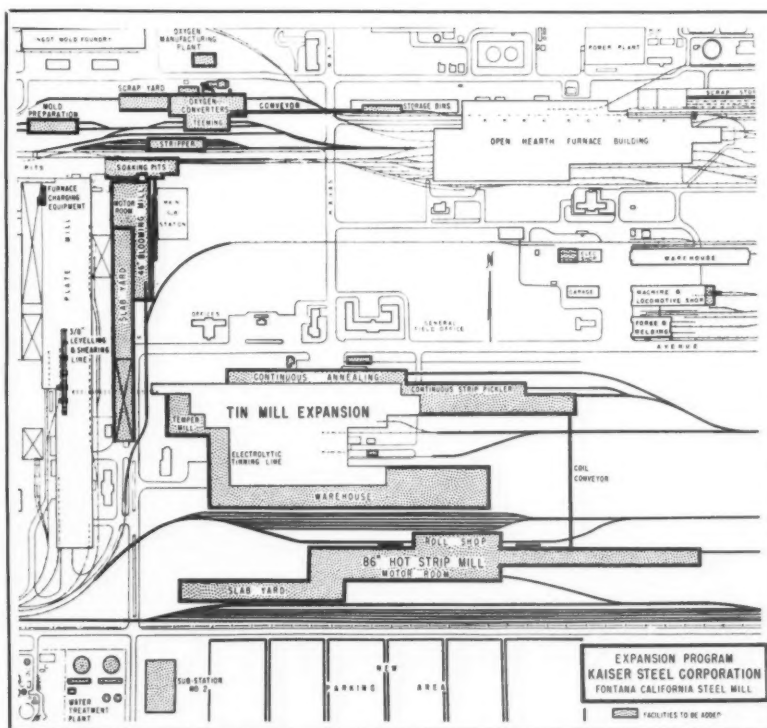 INGOT MOLD FOUNDRY
OXYGEN
MANUFACTURING
PLANT
POWER PLANT
SCRAP YARD
OXYGEN
CONVERTERS
CONVEYOR
STORAGE BINS
MOLD
PREPARATION
TEEMING
OPEN HEARTH FURNACE BUILDING
STRIPPER
SOAKING PITS
PITS
FURNACE
CHARGING
EQUIPMENT
MOTOR
ROOM
46" BLOOMING MILL
MAIN
SUB
STATION
PLATE MILL
SLAB YARD
N
WAREHOUSE
GARAGE
MACHINE &
LOCOMOTIVE SHOP
OFFICES
GENERAL
FIELD OFFICE
FORGE &
WELDING
AVENUE
3/8"
LEVELLING
& SHEARING
LINE
CONTINUOUS ANNEALING
CONTINUOUS STRIP PICKLER
TIN MILL EXPANSION
TEMPER
MILL
ELECTROLYTIC
TINNING LINE
COIL
CONVEYOR
WAREHOUSE
ROLL SHOP
86" HOT STRIP MILL
MOTOR ROOM
SLAB YARD
SUB-STATION
NO 2
NEW
PARKING AREA
WATER
TREATMENT
PLANT
EXPANSION PROGRAM
KAISER STEEL CORPORATION
FONTANA CALIFORNIA STEEL MILL
FACILITIES TO BE ADDED